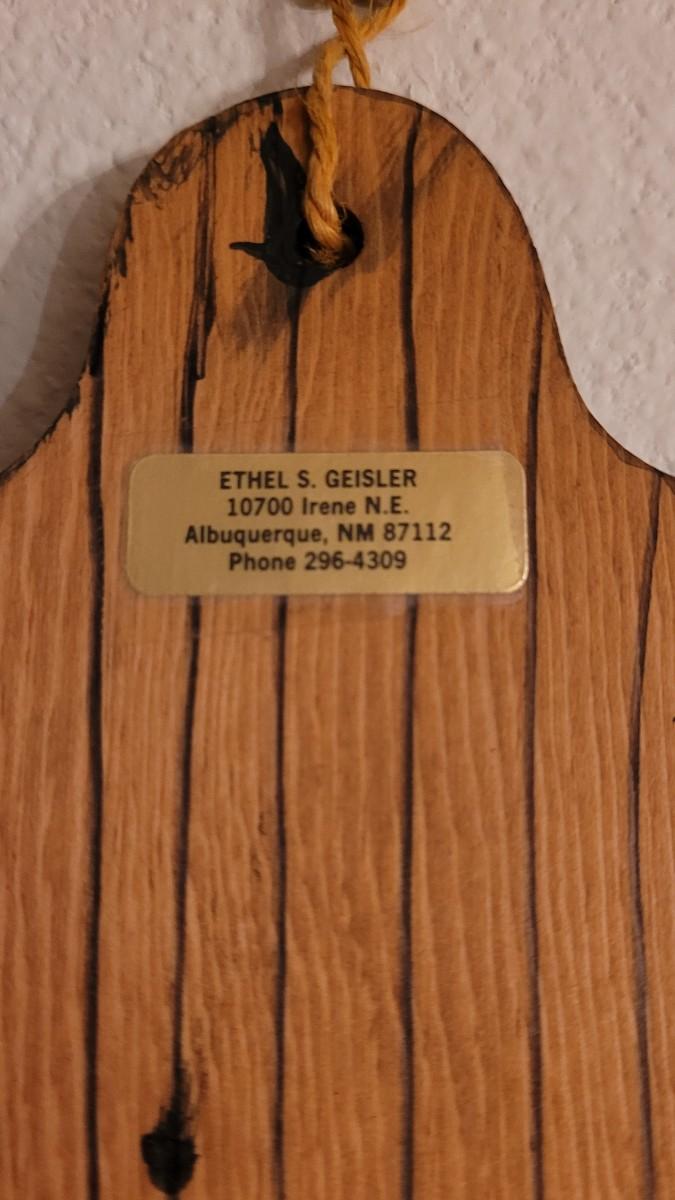 ETHEL S. GEISLER
10700 Irene N.E.
Albuquerque, NM 87112
Phone 296-4309